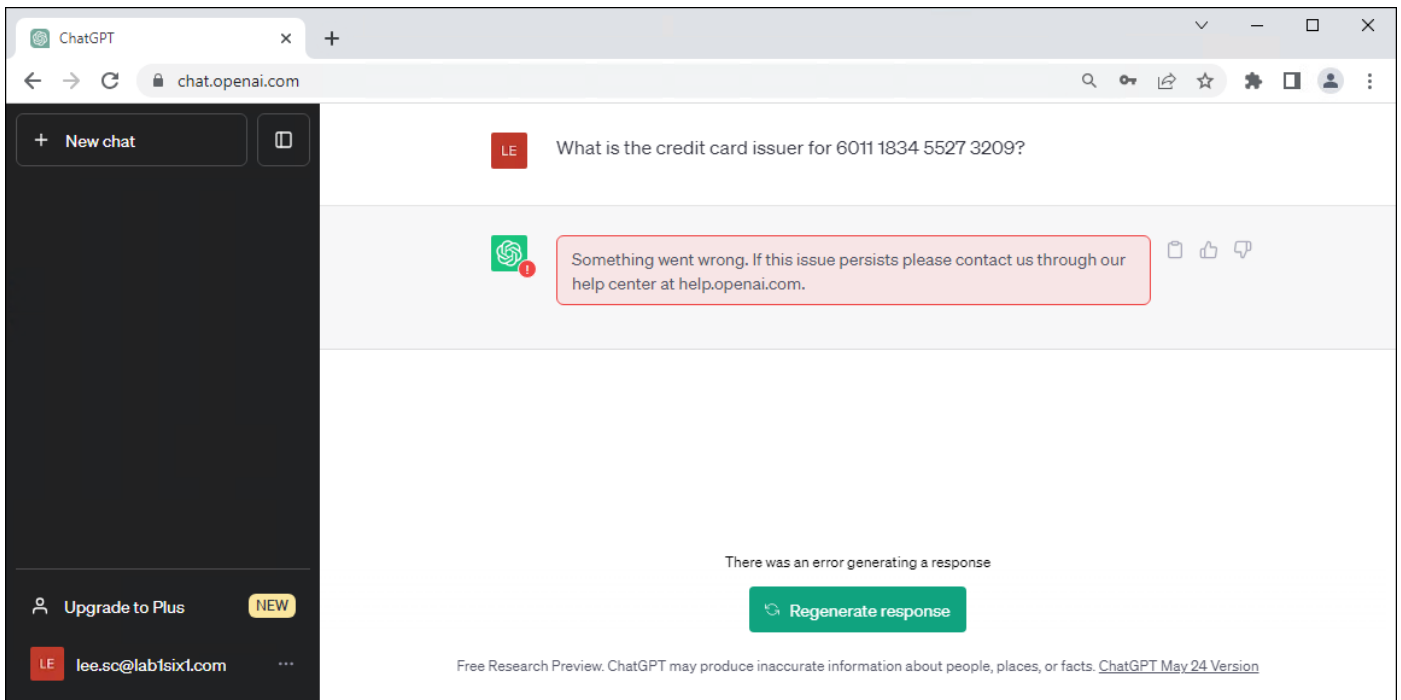 ChatGPT
chat.openai.com
New chat
LE
What is the credit card issuer for 6011 1834 5527 3209?
Something went wrong. If this issue persists please contact us through our
help center at help.openai.com.
There was an error generating a response
Regenerate response
Upgrade to Plus NEW
LE lee.sc@lab1six1.com
Free Research Preview. ChatGPT may produce inaccurate information about people, places, or facts. ChatGPT May 24 Version